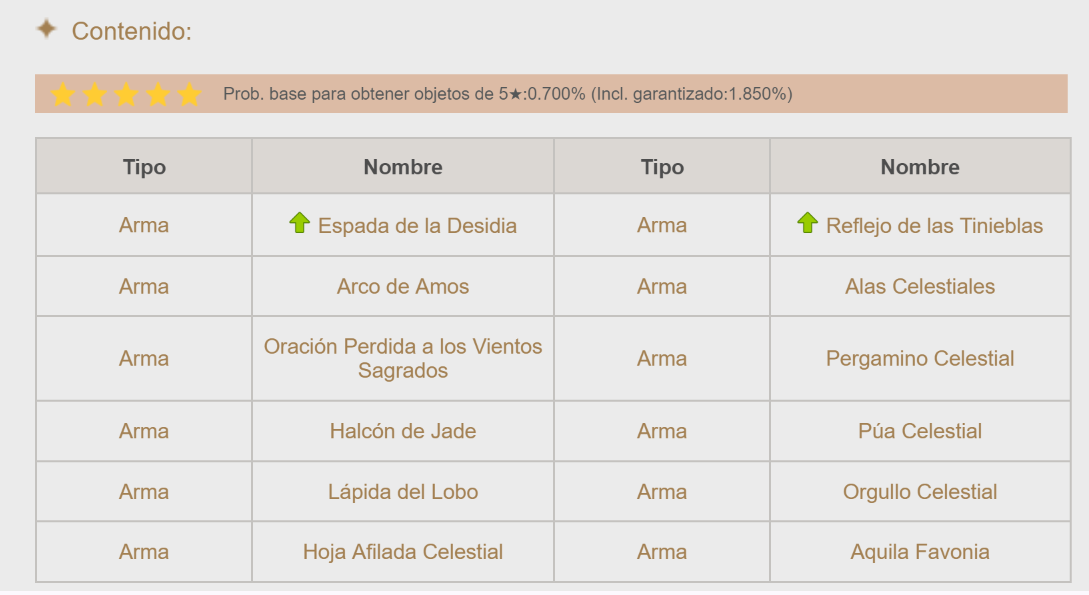 Contenido:
Prob. base para obtener objetos de 5★:0.700% (Incl. garantizado:1.850%)
Tipo Nombre Tipo Nombre
Arma Espada de la Desidia Arma Reflejo de las Tinieblas
Arma Arco de Amos Arma Alas Celestiales
Arma Oración Perdida a los Vientos
Sagrados Arma Pergamino Celestial
Arma Halcón de Jade Arma Púa Celestial
Arma Lápida del Lobo Arma Orgullo Celestial
Arma Hoja Afilada Celestial Arma Aquila Favonia